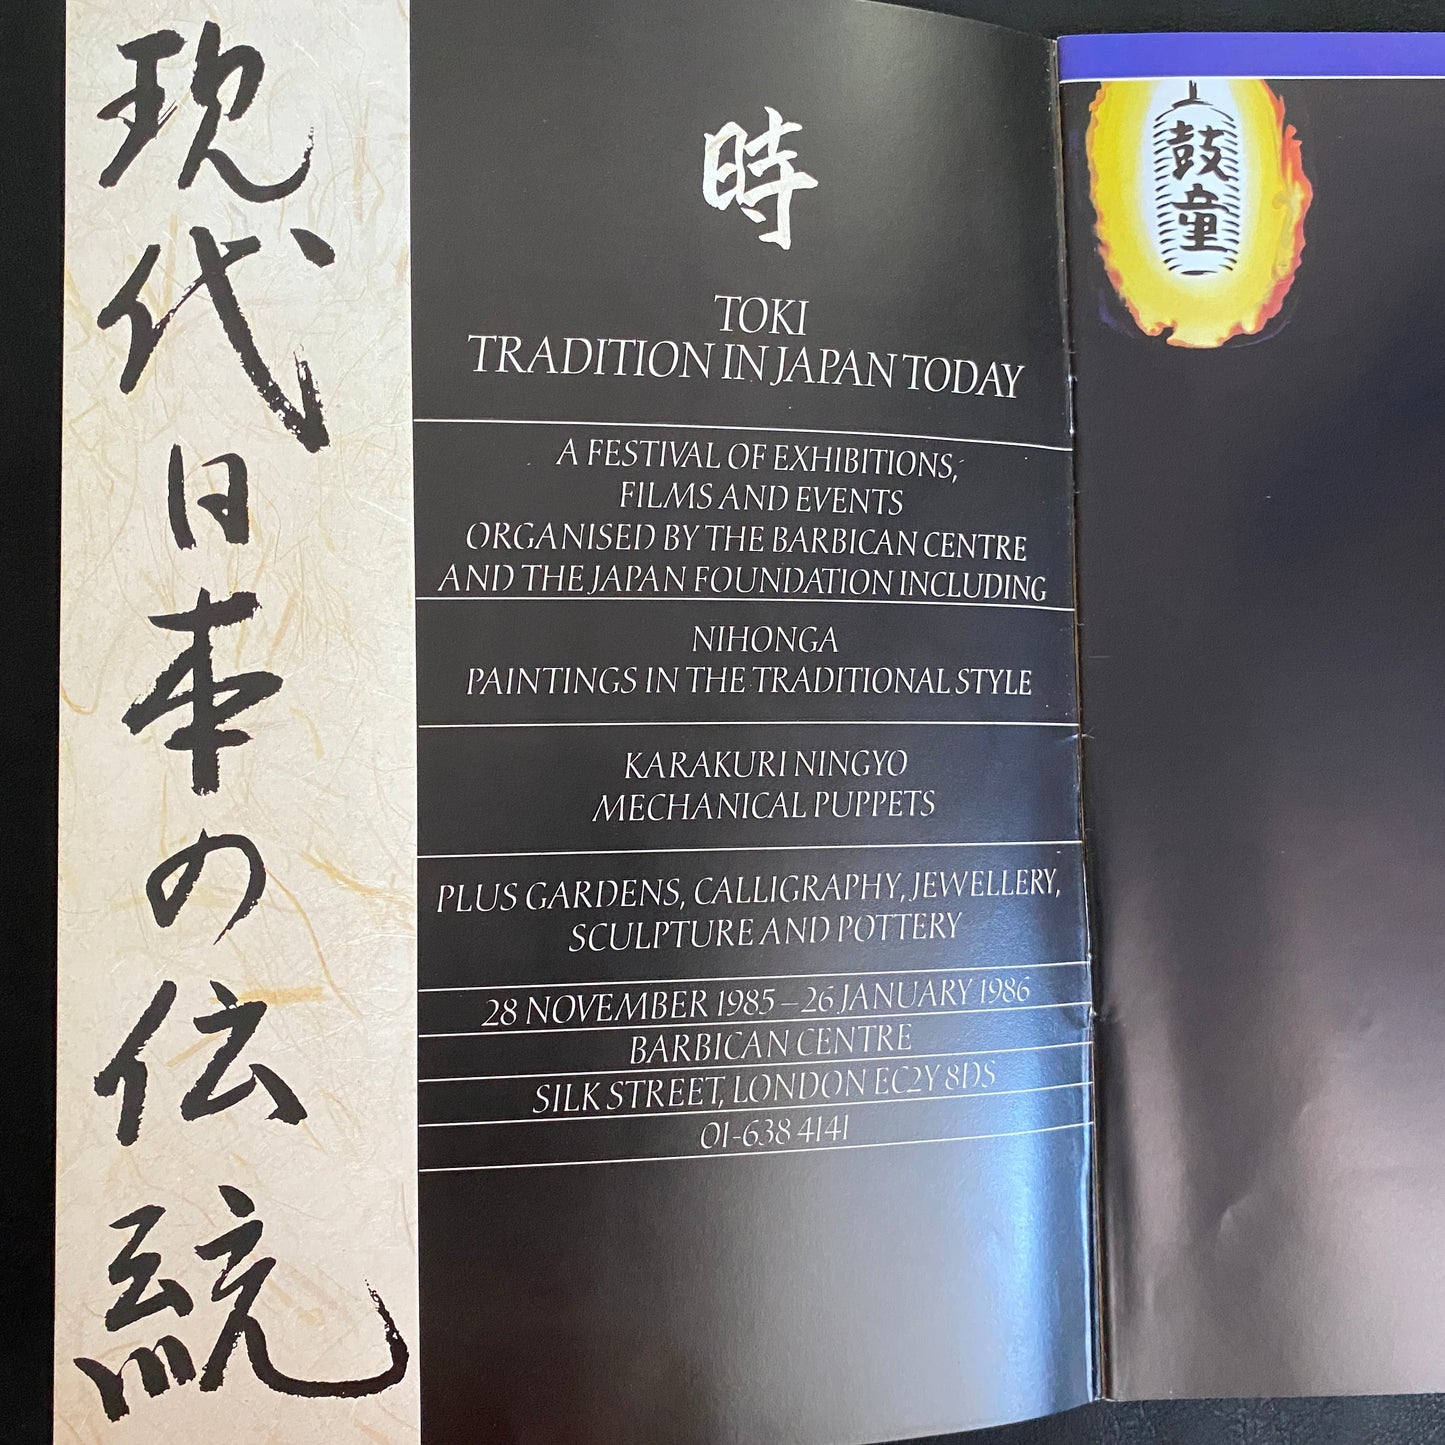 現代日本の伝統
時
TOKI
TRADITION IN JAPAN TODAY
A FESTIVAL OF EXHIBITIONS,
FILMS AND EVENTS
ORGANISED BY THE BARBICAN CENTRE
AND THE JAPAN FOUNDATION INCLUDING
NIHONGA
PAINTINGS IN THE TRADITIONAL STYLE
KARAKURI NINGYO
MECHANICAL PUPPETS
PLUS GARDENS, CALLIGRAPHY, JEWELLERY,
SCULPTURE AND POTTERY
28 NOVEMBER 1985 – 26 JANUARY 1986
BARBICAN CENTRE
SILK STREET, LONDON EC2Y 8DS
01-638 4141
鼓童